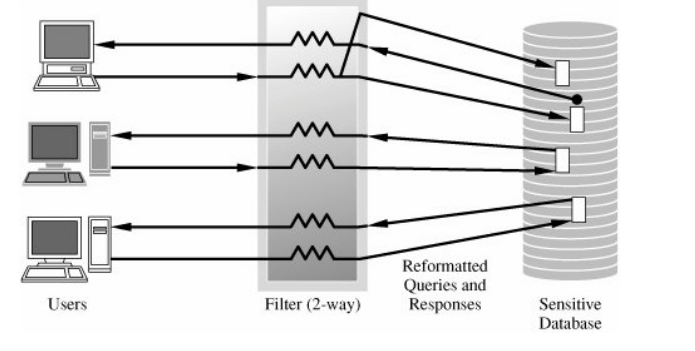 Users
Filter (2-way)
Reformatted
Queries and
Responses
Sensitive
Database